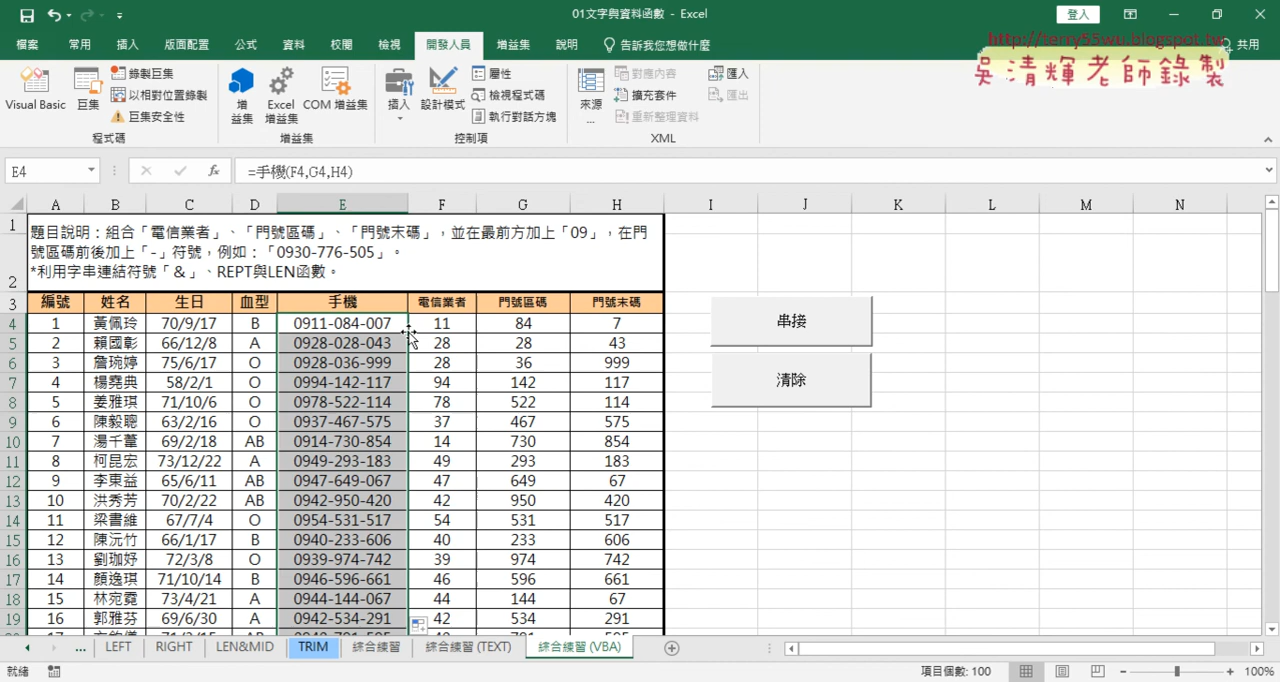 01文字與資料函數 - Excel
登入
檔案 常用 插入 版面配置 公式 資料 校閱 檢視 開發人員 增益集 說明 告訴我您想做什麼 共用
http://terry55wu.blogspot.tw
吳清輝老師錄製
Visual Basic 巨集 錄製巨集 以相對位置錄製 巨集安全性 程式碼
增益集 Excel 增益集 COM 增益集 增益集
插入 設計模式 屬性 檢視程式碼 執行對話方塊 控制項
來源 ... 對應內容 擴充套件 重新整理資料 匯入 匯出 XML
E4 fx =手機(F4,G4,H4)
A B C D E F G H I J K L M N
1 題目說明：組合「電信業者」、「門號區碼」、「門號末碼」，並在最前方加上「09」，在門
號區碼前後加上「-」符號，例如：「0930-776-505」。
2 *利用字串連結符號「&」、REPT與LEN函數。
3 編號 姓名 生日 血型 手機 電信業者 門號區碼 門號末碼
4 1 黃佩玲 70/9/17 B 0911-084-007 11 84 7
5 2 賴國彰 66/12/8 A 0928-028-043 28 28 43
6 3 詹琬婷 75/6/17 O 0928-036-999 28 36 999
7 4 楊堯典 58/2/1 O 0994-142-117 94 142 117
8 5 姜雅琪 71/10/6 O 0978-522-114 78 522 114
9 6 陳毅聰 63/2/16 O 0937-467-575 37 467 575
10 7 湯千葦 69/2/18 AB 0914-730-854 14 730 854
11 8 柯昆宏 73/12/22 A 0949-293-183 49 293 183
12 9 李東益 65/6/11 AB 0947-649-067 47 649 67
13 10 洪秀芳 70/2/22 AB 0942-950-420 42 950 420
14 11 梁書維 67/7/4 O 0954-531-517 54 531 517
15 12 陳沅竹 66/1/17 B 0940-233-606 40 233 606
16 13 劉珈妤 72/3/8 O 0939-974-742 39 974 742
17 14 顏逸琪 71/10/14 B 0946-596-661 46 596 661
18 15 林宛霓 73/4/21 A 0944-144-067 44 144 67
19 16 郭雅芬 69/6/30 A 0942-534-291 42 534 291
串接
清除
... LEFT RIGHT LEN&MID TRIM 綜合練習 綜合練習 (TEXT) 綜合練習 (VBA)
就緒 項目個數: 100 100%